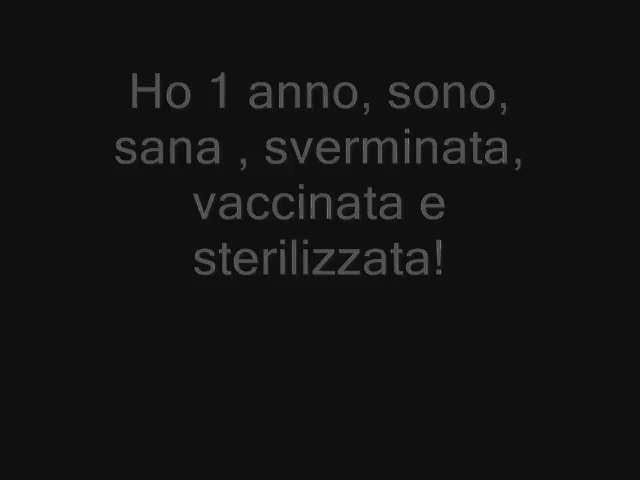 Ho 1 anno, sono,
sana , sverminata,
vaccinata e
sterilizzata!